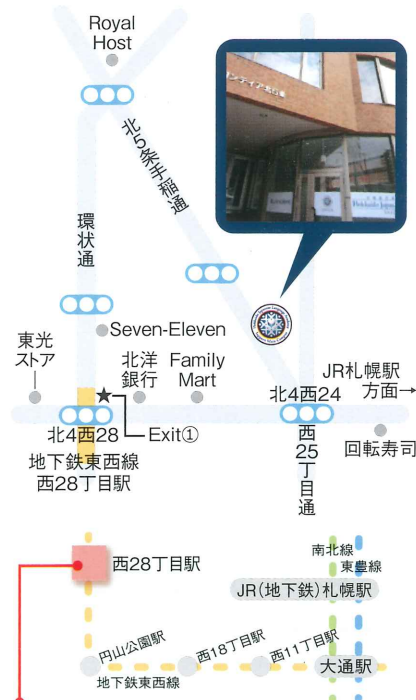 Royal
Host
北5条手稲通
環状通
Seven-Eleven
東光
ストア
北洋
銀行
Family
Mart
JR札幌駅
方面→
北4西24
北4西28
Exit①
回転寿司
地下鉄東西線
西28丁目駅
西25丁目通
南北線
東豊線
西28丁目駅
JR(地下鉄)札幌駅
円山公園駅
西18丁目駅
西11丁目駅
大通駅
地下鉄東西線